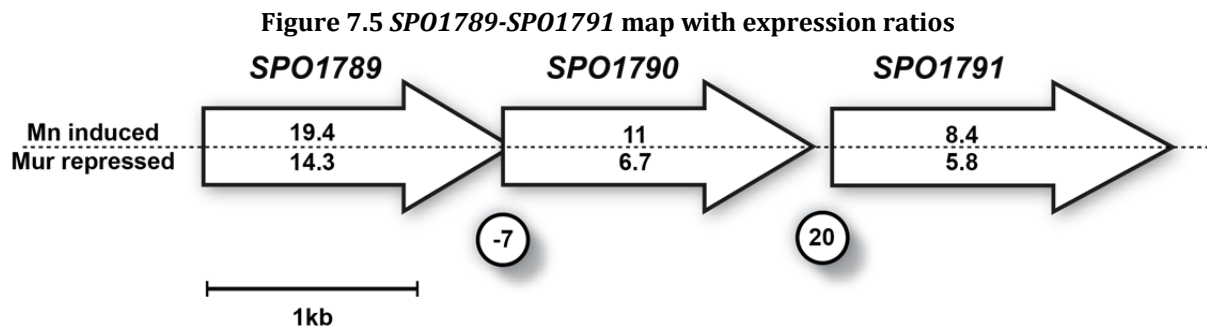 Figure 7.5 SPO1789-SPO1791 map with expression ratios
SPO1789 SPO1790 SPO1791
Mn induced 19.4 11 8.4
Mur repressed 14.3 6.7 5.8
-7 20
1kb